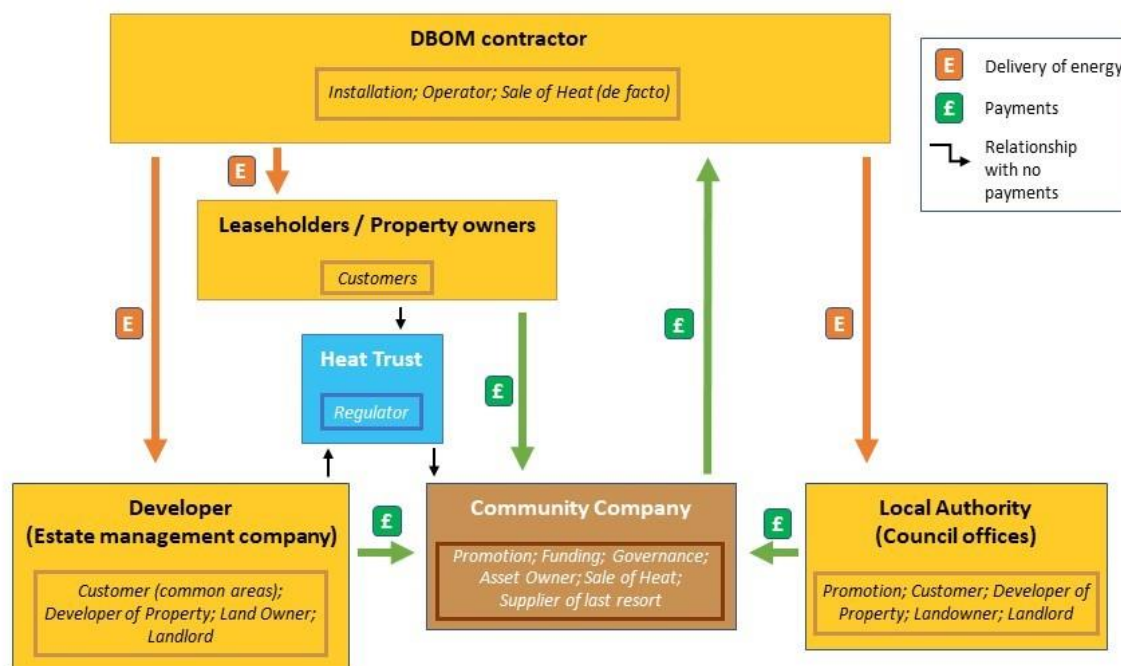 DBOM contractor
Installation; Operator; Sale of Heat (de facto)
E Delivery of energy
£ Payments
Relationship
with no
payments
E
Leaseholders / Property owners
Customers
E
£
E
Heat Trust
Regulator
£
Developer
(Estate management company)
Customer (common areas);
Developer of Property; Land Owner;
Landlord
£
Community Company
Promotion; Funding; Governance;
Asset Owner; Sale of Heat;
Supplier of last resort
£
Local Authority
(Council offices)
Promotion; Customer; Developer of
Property; Landowner; Landlord